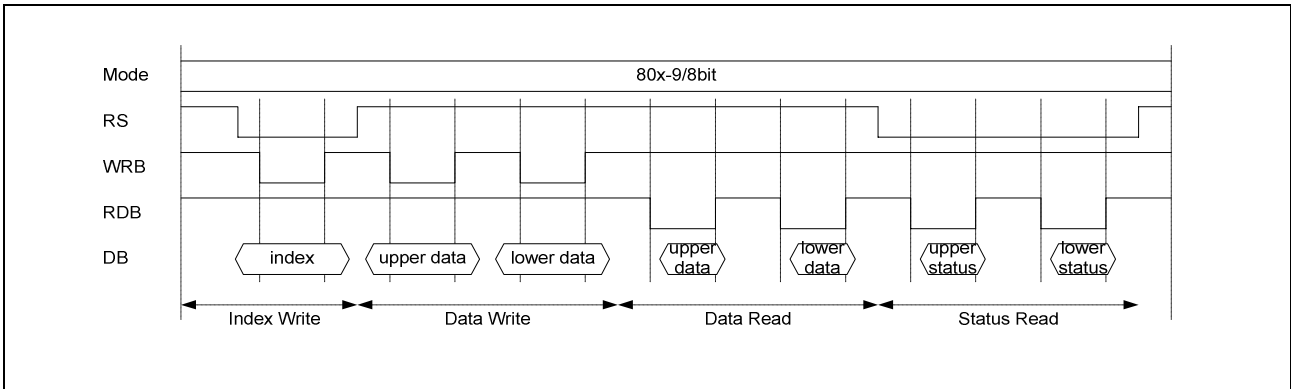 Mode 80x-9/8bit
RS
WRB
RDB
DB index upper data lower data upper data lower data upper status lower status
Index Write Data Write Data Read Status Read